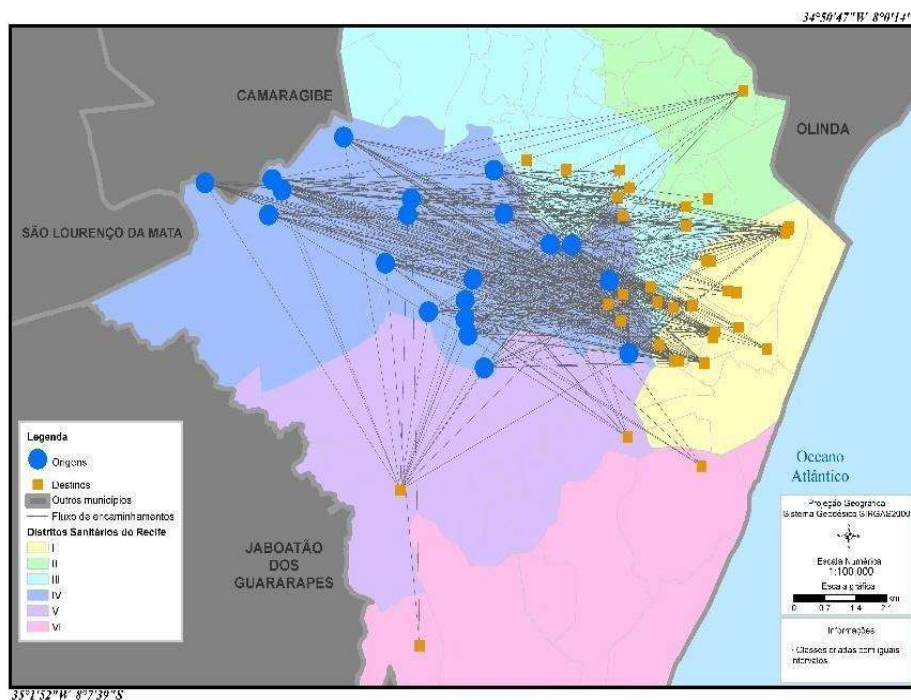 34°50'47"W 8°0'14"
CAMARAGIBE
OLINDA
SÃO LOURENÇO DA MATA
Legenda
Origens
Destinos
Outros municípios
Fluxo de encaminhamentos
Distritos Sanitários do Recife
I
II
III
IV
V
VI
JABOATÃO
DOS
GUARARAPES
Oceano
Atlântico
Projeção Geográfica
Sistema Geodésico SIRGAS2000
Escala Numérica
1:100.000
Escala gráfica
km
0 0.7 1.4 2.1
Informações
- Classes criadas com iguais
intervalos.
35°1'52"W 8°7'39"S